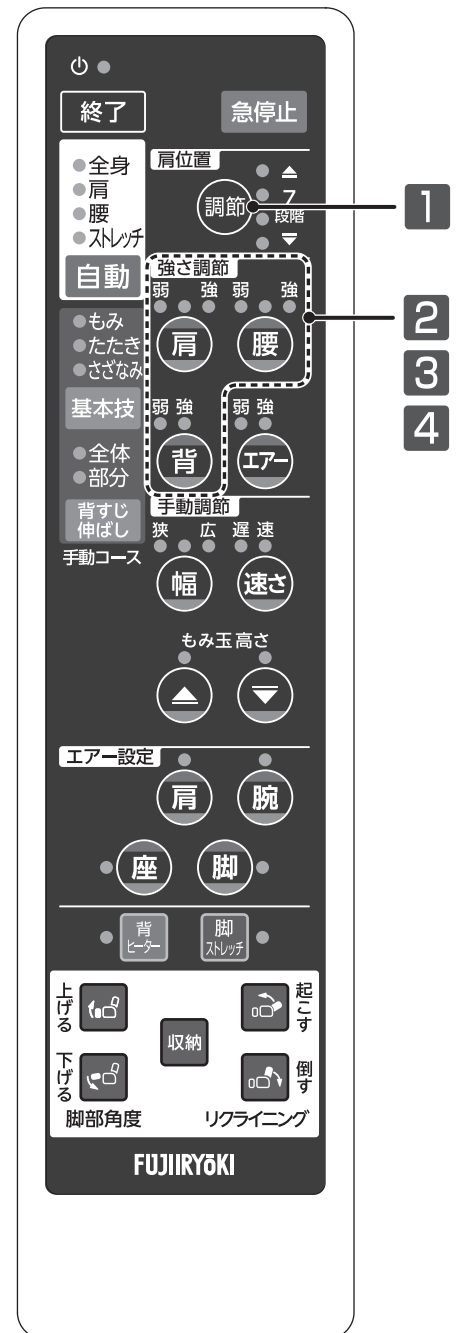 終了
急停止
全身
肩
腰
ストレッチ
自動
肩位置
調節
7
段階
1
強さ調節
弱 強 弱 強
肩 腰
2
3
4
もみ
たたき
さざなみ
基本技
弱 強 弱 強
背 エアー
全体
部分
背すじ
伸ばし
手動コース
手動調節
狭 広 遅 速
幅 速さ
もみ玉高さ
エアー設定
肩 腕
座 脚
背
ヒーター
脚
ストレッチ
上げる
下げる
脚部角度
収納
起こす
倒す
リクライニング
FUJIIRYōKI